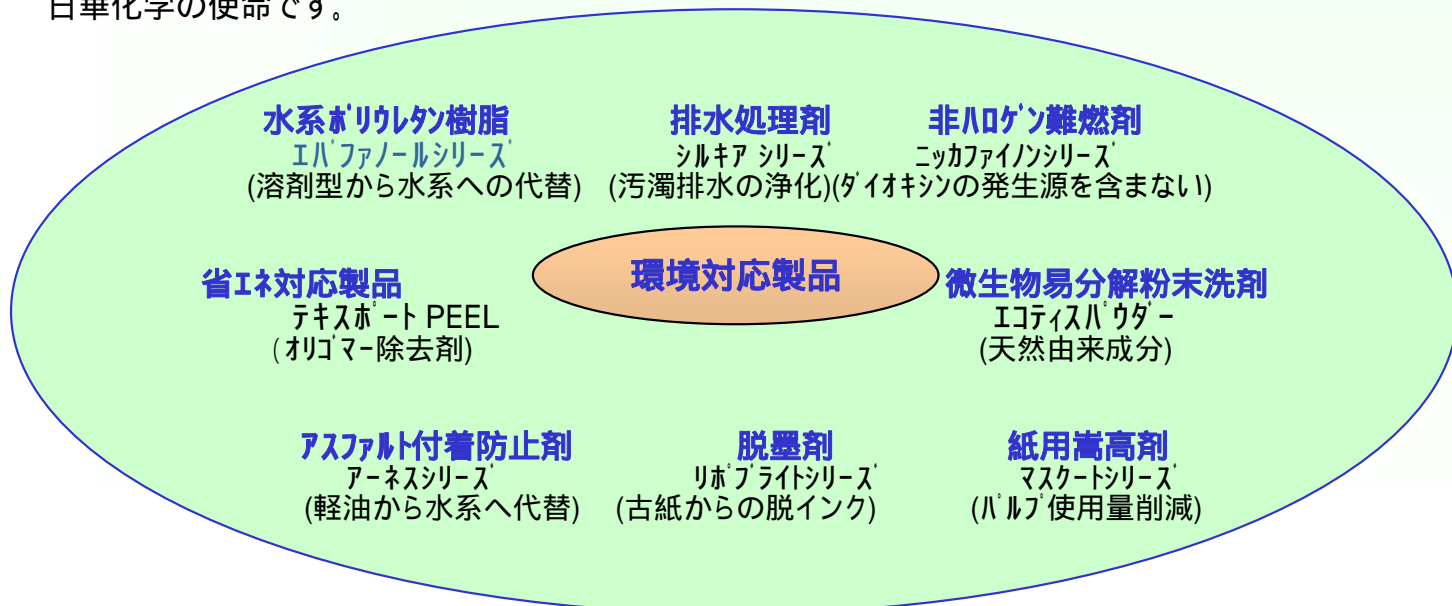 日華化学の使命です。
水系ﾎﾟﾘｳﾚﾀﾝ樹脂 排水処理剤 非ﾊﾛｹﾞﾝ難燃剤
ｴﾊﾞﾌｧﾉｰﾙｼﾘｰｽﾞ ｼﾙｷｱ ｼﾘｰｽﾞ ﾆｯｶﾌｧｲﾉﾝｼﾘｰｽﾞ
(溶剤型から水系への代替) (汚濁排水の浄化)(ﾀﾞｲｵｷｼﾝの発生源を含まない)
環境対応製品
省ｴﾈ対応製品 微生物易分解粉末洗剤
ﾃｷｽﾎﾟｰﾄ PEEL ｴｺﾃｨｽﾊﾟｳﾀﾞｰ
(ｵﾘｺﾞﾏｰ除去剤) (天然由来成分)
ｱｽﾌｧﾙﾄ付着防止剤 脱墨剤 紙用嵩高剤
ｱｰﾈｽｼﾘｰｽﾞ ﾘﾎﾟﾌﾞﾗｲﾄｼﾘｰｽﾞ ﾏｽｸｰﾄｼﾘｰｽﾞ
(軽油から水系へ代替) (古紙からの脱インク) (ﾊﾟﾙﾌﾟ使用量削減)